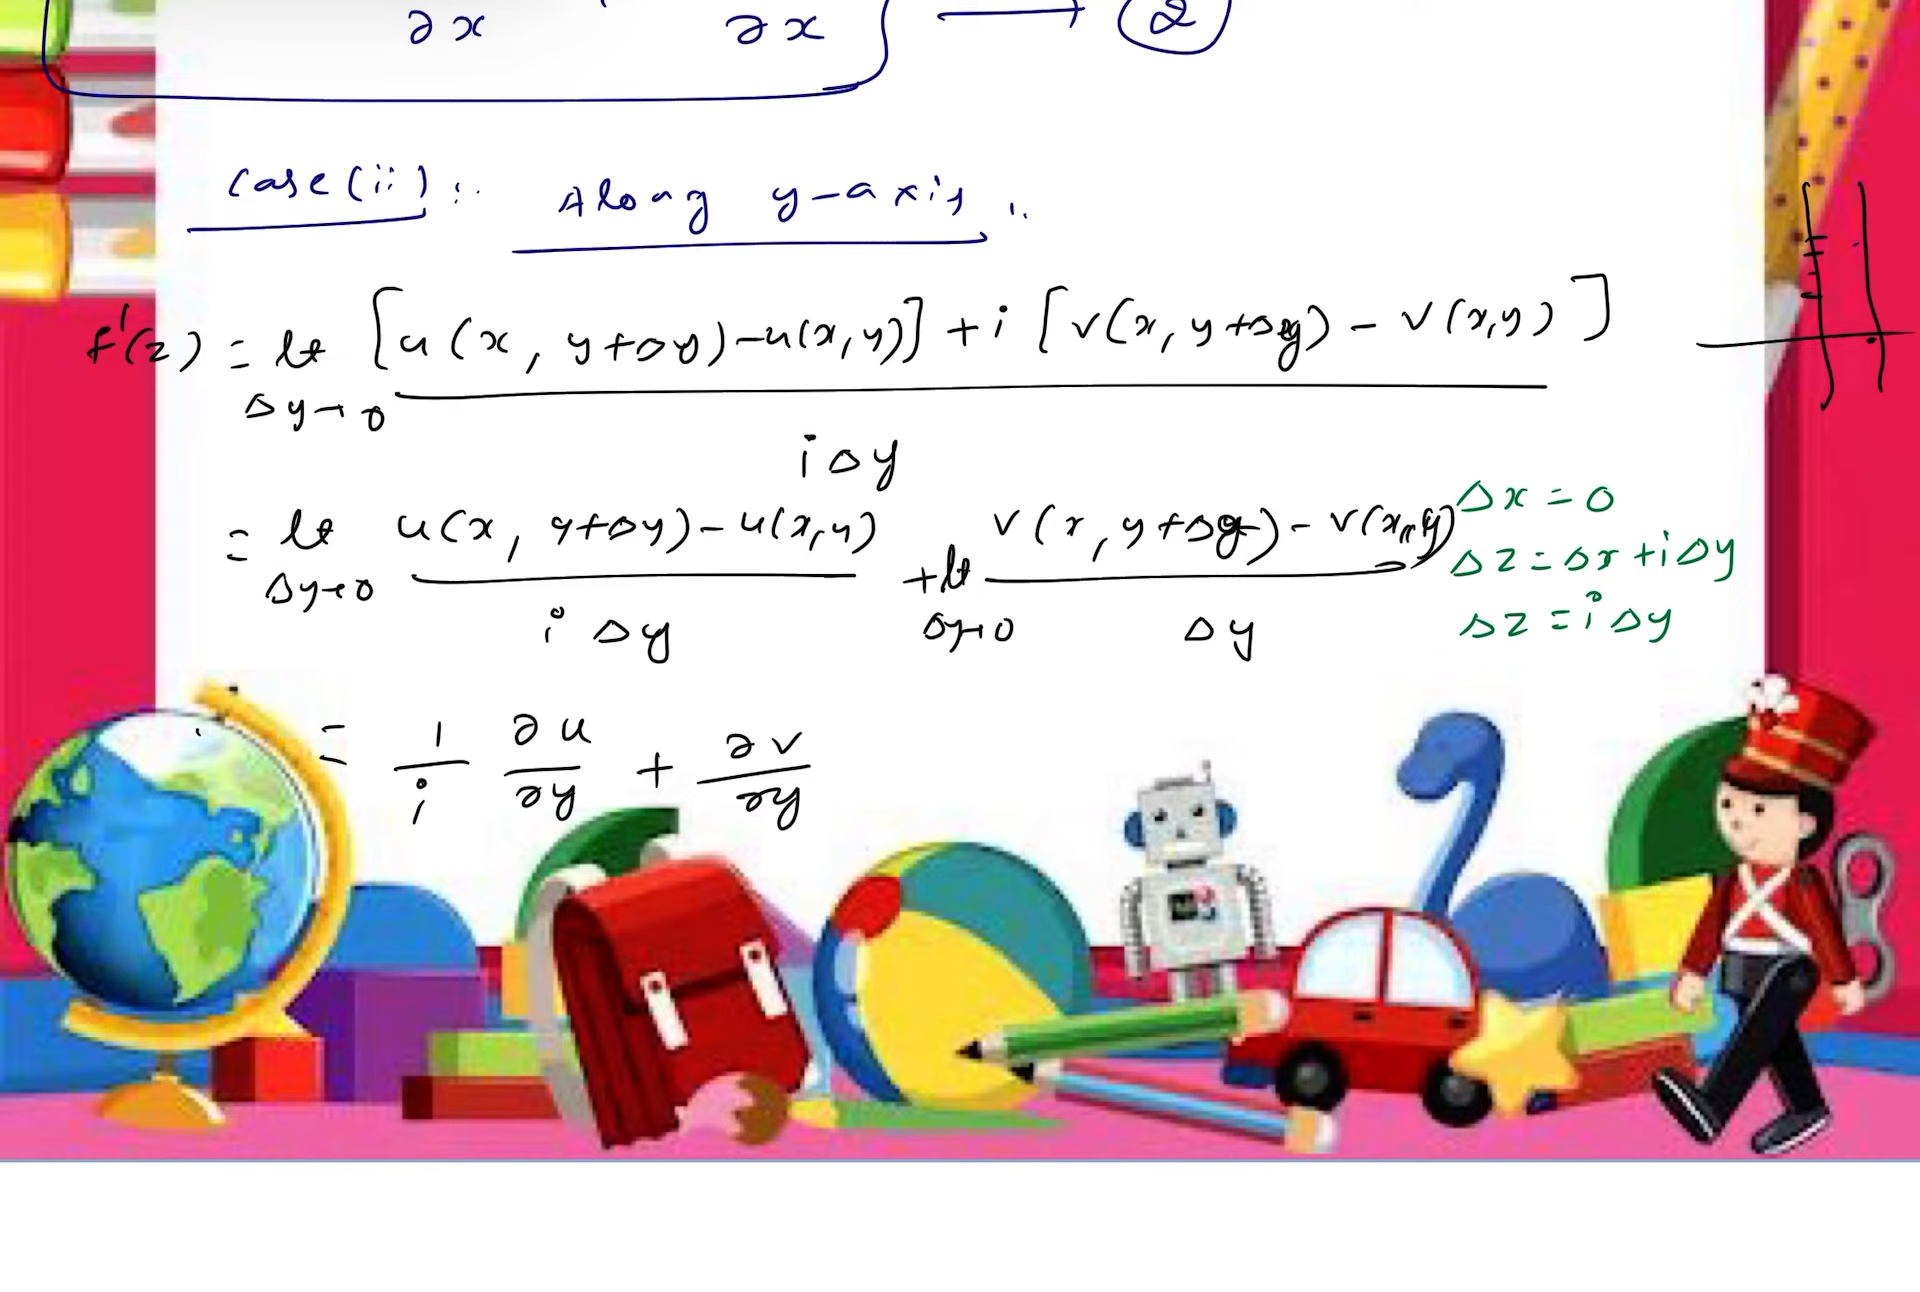 ∂x ∂x ⟶ ②
Case(ii):. Along y-axis..
f'(z) = lt Δy→0 [u(x, y+Δy)-u(x,y)] + i [v(x, y+Δy) - v(x,y)] / iΔy
Δx = 0
= lt Δy→0 u(x, y+Δy)-u(x,y) / iΔy + lt Δy→0 v(x, y+Δy) - v(x,y) / Δy
Δz = Δx + iΔy
Δz = iΔy
= 1/i ∂u/∂y + ∂v/∂y